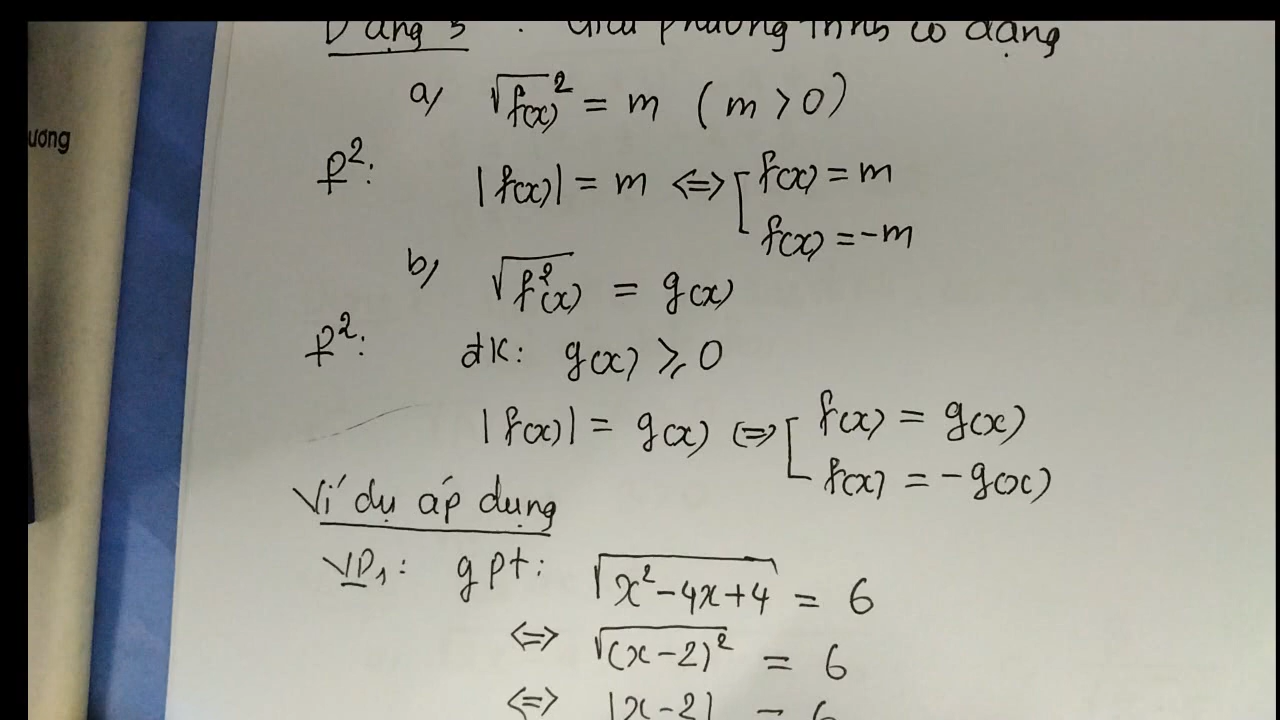 Dạng 3 : Giải phương trình có dạng
ương
a) √f(x)² = m (m > 0)
P²: |f(x)| = m ⇔ [ f(x) = m
f(x) = -m
b) √f²(x) = g(x)
P²: đk: g(x) ≥ 0
|f(x)| = g(x) ⇔ [ f(x) = g(x)
f(x) = -g(x)
Ví dụ áp dụng
VD₁: gpt: √x² - 4x + 4 = 6
⇔ √(x - 2)² = 6
⇔ |x - 2| = 6